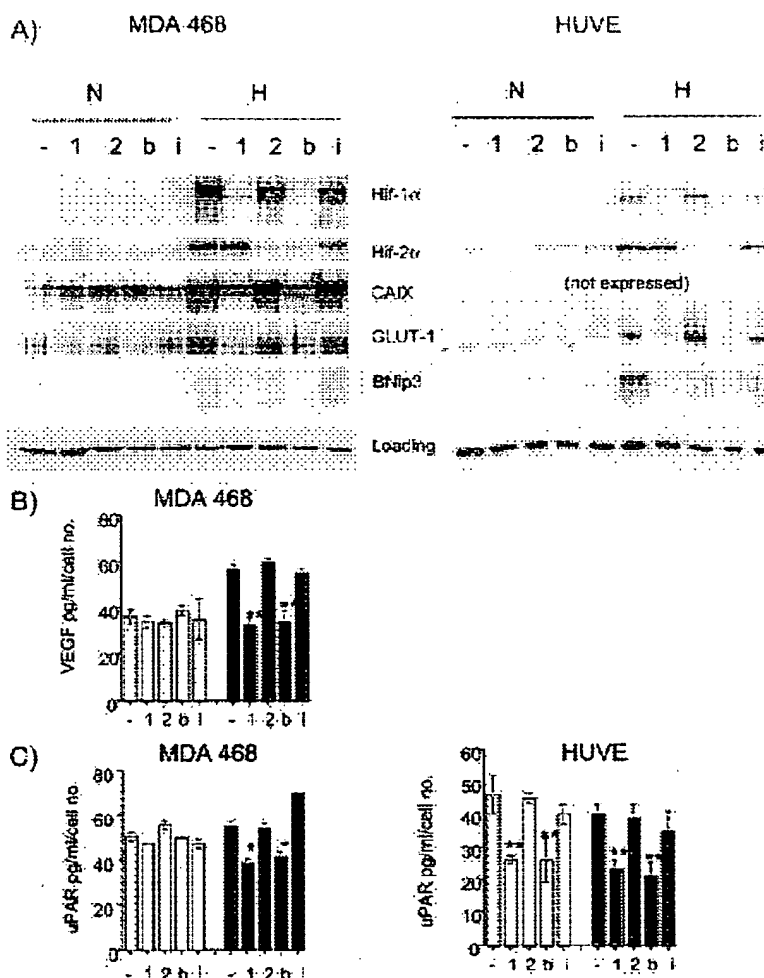 A) MDA 468 HUVE
N H N H
- 1 2 b i - 1 2 b i - 1 2 b i - 1 2 b i
Hif-1α
Hif-2α
CAIX (not expressed)
GLUT-1
BNip3
Loading
B) MDA 468
VEGF pg/ml/cell no.
80
60
40
20
0
- 1 2 b i - 1 2 b i
** **
C) MDA 468
uPAR pg/ml/cell no.
80
60
40
20
0
- 1 2 b i - 1 2 b i
* *
HUVE
uPAR pg/ml/cell no.
60
50
40
30
20
10
0
- 1 2 b i - 1 2 b i
** ** ** **